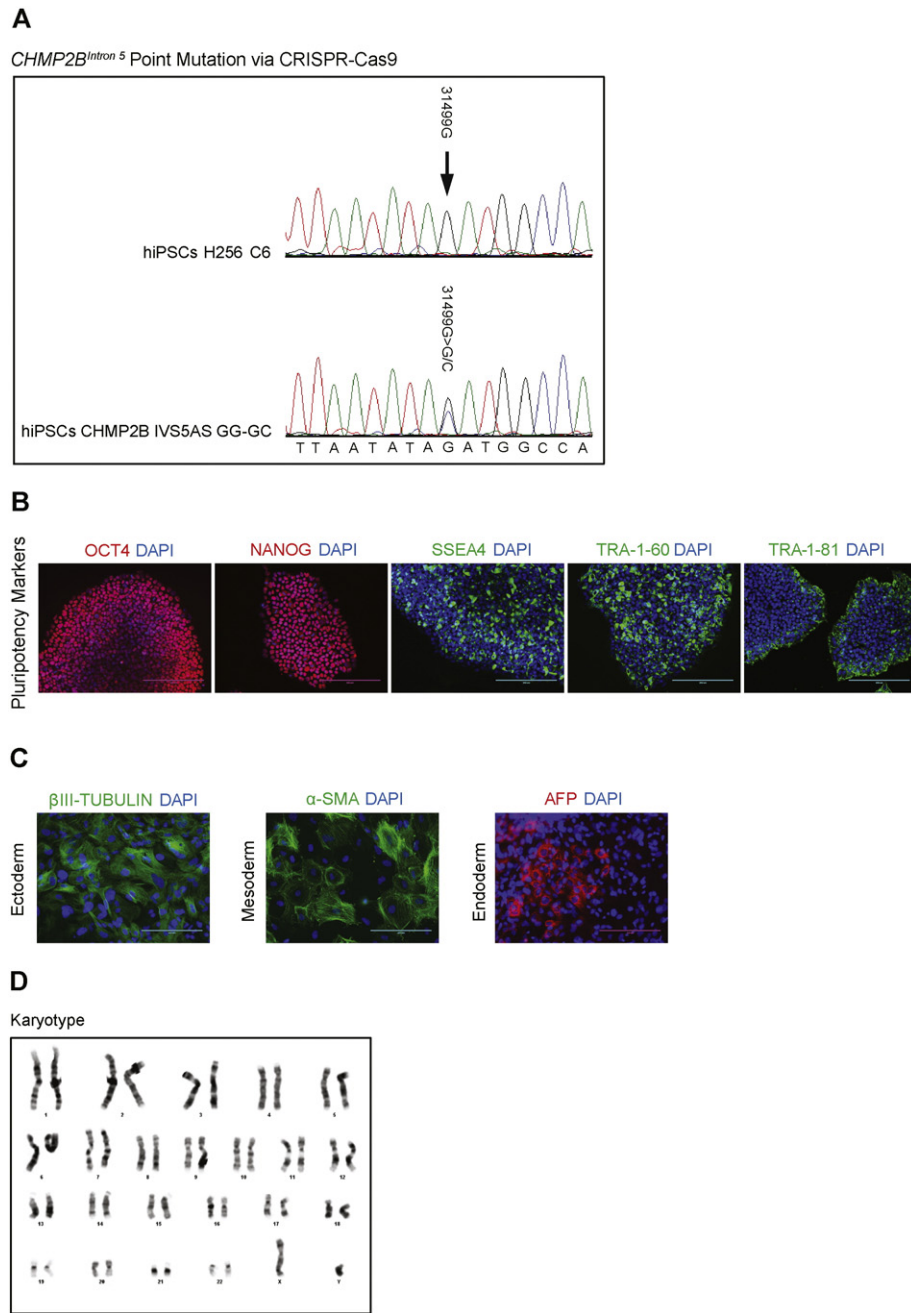 A
CHMP2B Intron 5 Point Mutation via CRISPR-Cas9
31499G
hiPSCs H256 C6
31499G>G/C
hiPSCs CHMP2B IVS5AS GG-GC
T T A A T A T A G A T G G C C A
B
Pluripotency Markers
OCT4 DAPI
NANOG DAPI
SSEA4 DAPI
TRA-1-60 DAPI
TRA-1-81 DAPI
C
Ectoderm
βIII-TUBULIN DAPI
Mesoderm
α-SMA DAPI
Endoderm
AFP DAPI
D
Karyotype
1 2 3 4 5
6 7 8 9 10 11 12
13 14 15 16 17 18
19 20 21 22 X Y